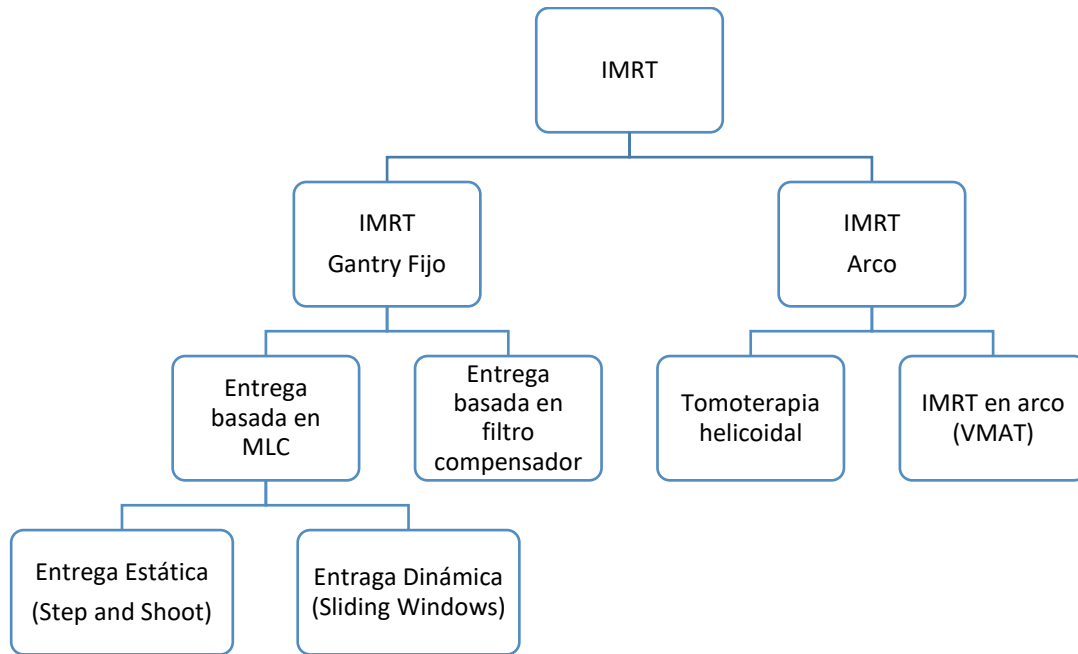 IMRT
IMRT
Gantry Fijo
IMRT
Arco
Entrega
basada en
MLC
Entrega
basada en
filtro
compensador
Tomoterapia
helicoidal
IMRT en arco
(VMAT)
Entrega Estática
(Step and Shoot)
Entraga Dinámica
(Sliding Windows)